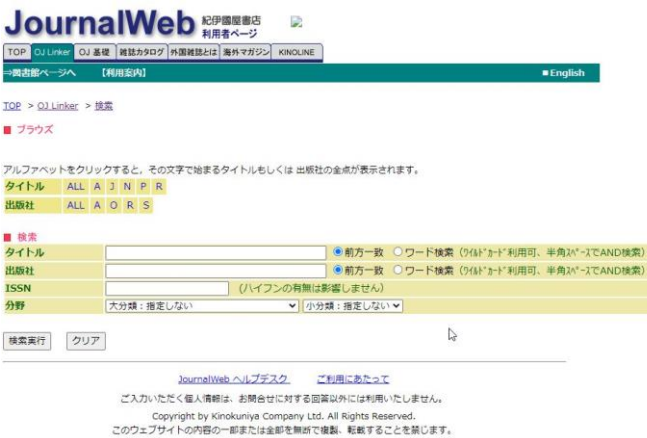 JournalWeb 紀伊國屋書店 利用者ページ
TOP OJ Linker OJ 基礎 雑誌カタログ 外国雑誌とは 海外マガジン KINOLINE
⇒図書館ページへ 【利用案内】 ■English
TOP > OJ Linker > 検索
■ ブラウズ
アルファベットをクリックすると、その文字で始まるタイトルもしくは 出版社の全点が表示されます。
タイトル ALL A J N P R
出版社 ALL A O R S
■ 検索
タイトル 前方一致 ワード検索 (ﾜｲﾙﾄﾞｶｰﾄﾞ利用可、半角ｽﾍﾟｰｽでAND検索)
出版社 前方一致 ワード検索 (ﾜｲﾙﾄﾞｶｰﾄﾞ利用可、半角ｽﾍﾟｰｽでAND検索)
ISSN (ハイフンの有無は影響しません)
分野 大分類：指定しない 小分類：指定しない
検索実行 クリア
JournalWeb ヘルプデスク ご利用にあたって
ご入力いただく個人情報は、お問合せに対する回答以外には利用いたしません。
Copyright by Kinokuniya Company Ltd. All Rights Reserved.
このウェブサイトの内容の一部または全部を無断で複製、転載することを禁じます。